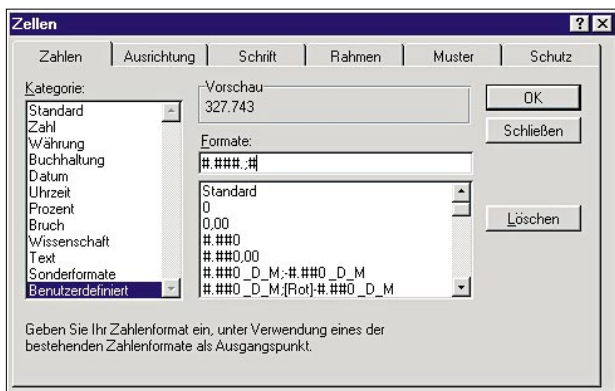 Zellen
Zahlen
Ausrichtung
Schrift
Rahmen
Muster
Schutz
Kategorie:
Standard
Zahl
Währung
Buchhaltung
Datum
Uhrzeit
Prozent
Bruch
Wissenschaft
Text
Sonderformate
Benutzerdefiniert
Vorschau
327.743
Formate:
#.###.;#
Standard
0
0,00
#.##0
#.##0,00
#.##0 _D_M;-#.##0 _D_M
#.##0 _D_M;[Rot]-#.##0 _D_M
OK
Schließen
Löschen
Geben Sie Ihr Zahlenformat ein, unter Verwendung eines der
bestehenden Zahlenformate als Ausgangspunkt.